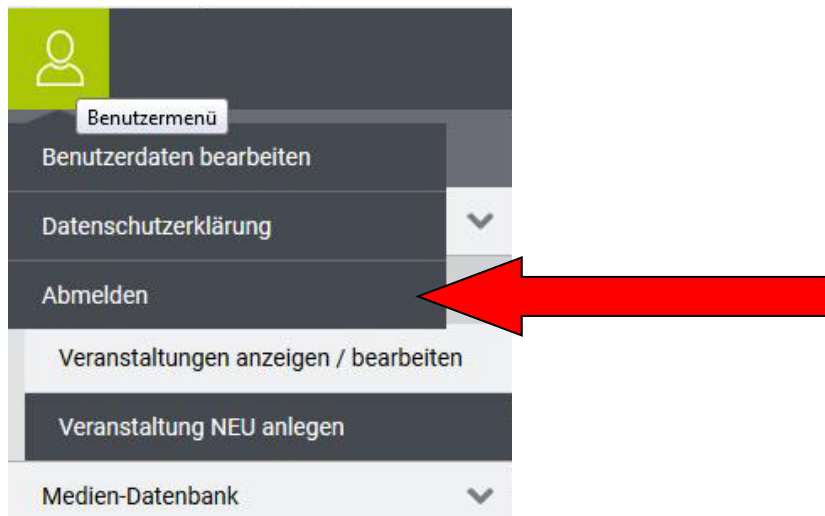 Benutzermenü
Benutzerdaten bearbeiten
Datenschutzerklärung
Abmelden
Veranstaltungen anzeigen / bearbeiten
Veranstaltung NEU anlegen
Medien-Datenbank